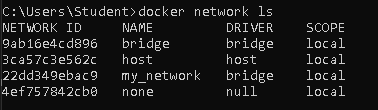 C:\Users\Student>docker network ls
NETWORK ID     NAME         DRIVER    SCOPE
9ab16e4cd896   bridge       bridge    local
3ca57c3e562c   host         host      local
22dd349ebac9   my_network   bridge    local
4ef757842cb0   none         null      local